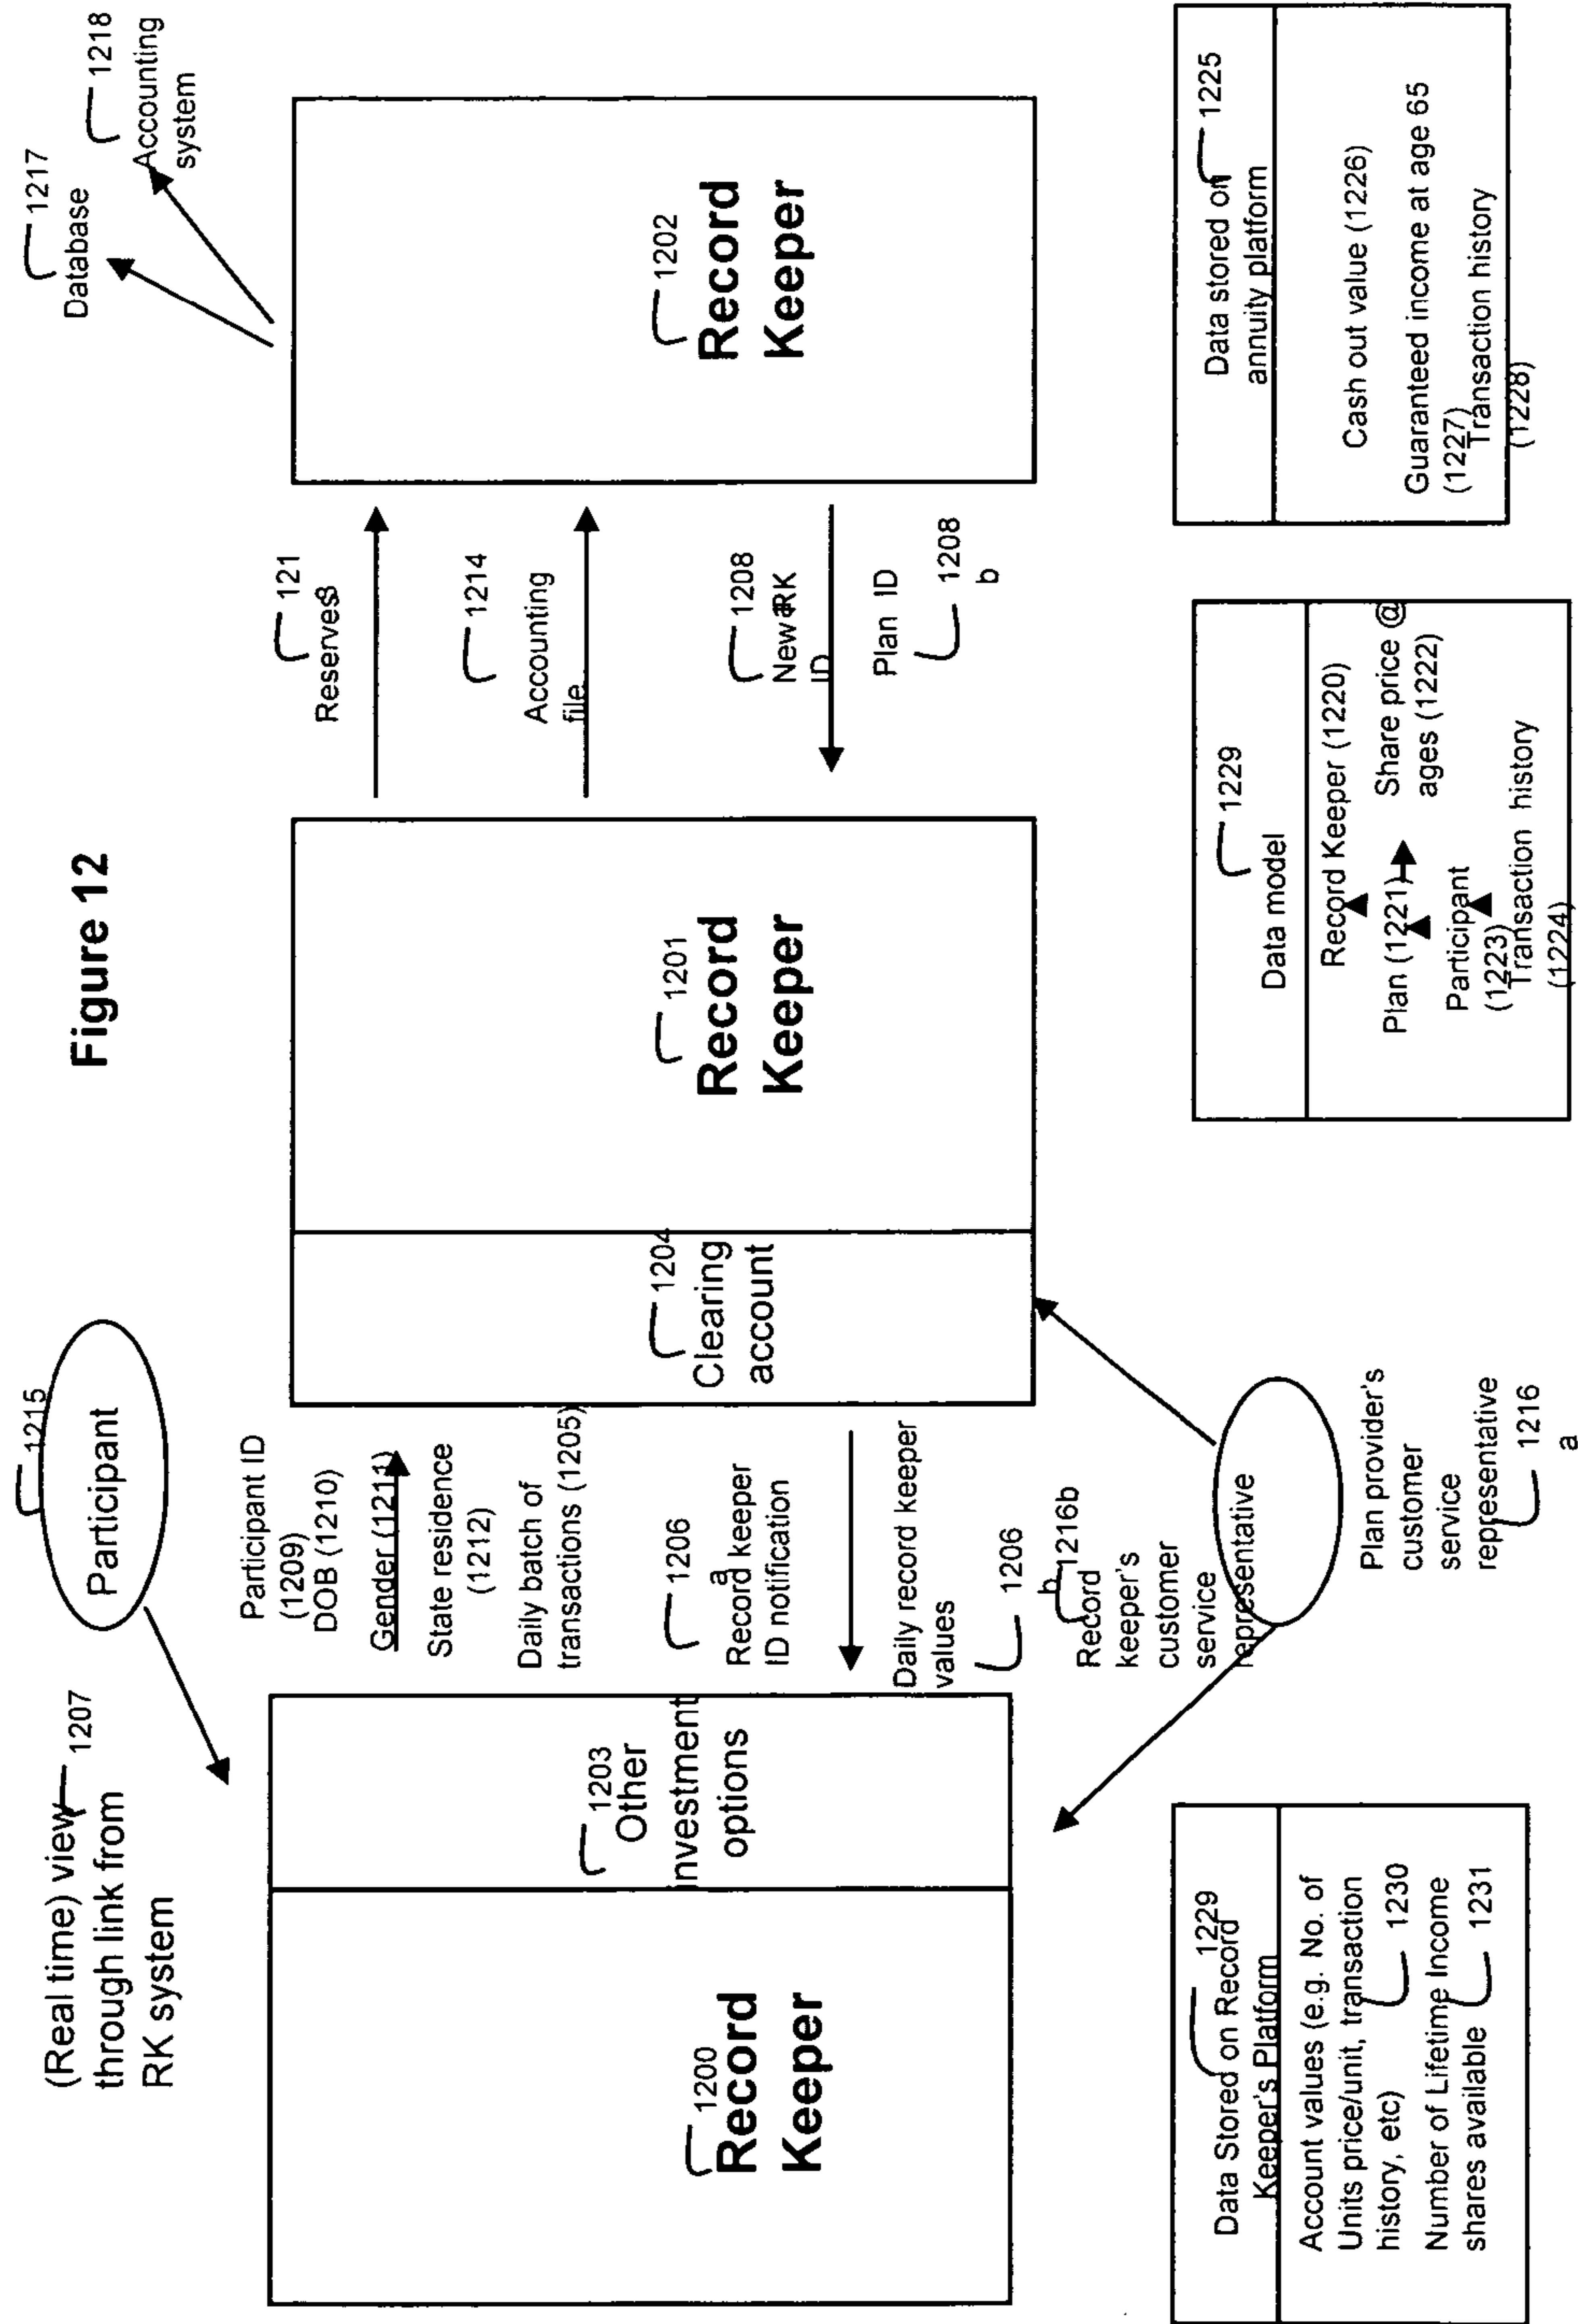 Figure 12
(Real time) view 1207
through link from
RK system
1215
Participant
1217
Database
1218
Accounting
system
1200
Record
Keeper
1203
Other
investment
options
Participant ID
(1209)
DOB (1210)
Gender (1211)
State residence
(1212)
Daily batch of
transactions (1205)
1206
a
Record keeper
ID notification
Daily record keeper
values
1206
b
1216b
Record
keeper's
customer
service
representative
Plan provider's
customer
service
representative
1216
a
1204
Clearing
account
1201
Record
Keeper
121
3
Reserves
1214
Accounting
file
1208
a
New RK
ID
Plan ID
1208
b
1202
Record
Keeper
1229
Data Stored on Record
Keeper's Platform
Account values (e.g. No. of
Units price/unit, transaction
history, etc) 1230
Number of Lifetime Income
shares available 1231
1229
Data model
Record Keeper (1220)
Plan (1221)
Share price @
ages (1222)
Participant
(1223)
Transaction history
(1224)
Data stored on 1225
annuity platform
Cash out value (1226)
Guaranteed income at age 65
(1227)
Transaction history
(1228)